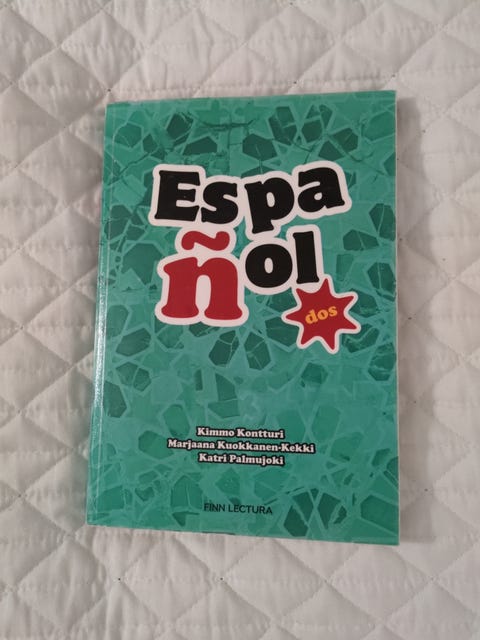 Espa
ñol
dos
Kimmo Kontturi
Marjaana Kuokkanen-Kekki
Katri Palmujoki
FINN LECTURA